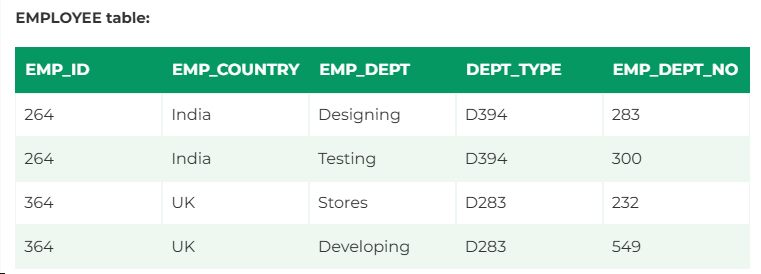 EMPLOYEE table:
EMP_ID EMP_COUNTRY EMP_DEPT DEPT_TYPE EMP_DEPT_NO
264 India Designing D394 283
264 India Testing D394 300
364 UK Stores D283 232
364 UK Developing D283 549